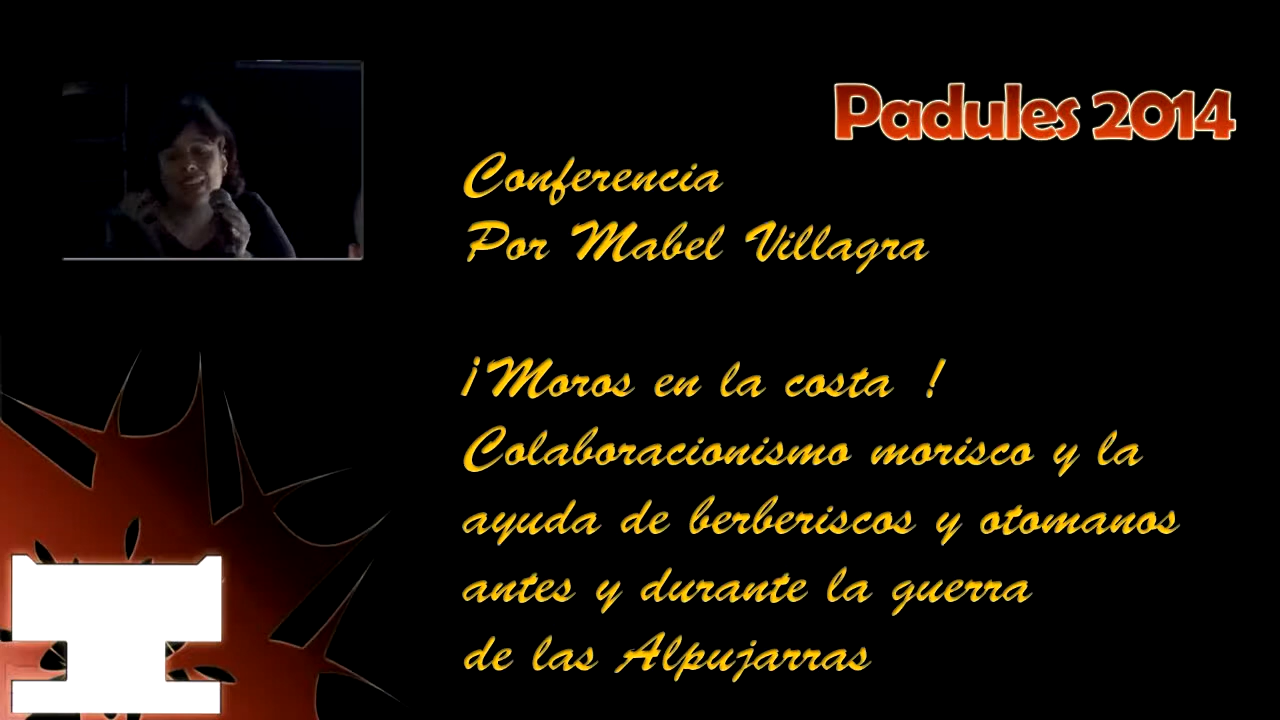 Padules 2014
Conferencia
Por Mabel Villagra
¡Moros en la costa !
Colaboracionismo morisco y la
ayuda de berberiscos y otomanos
antes y durante la guerra
de las Alpujarras